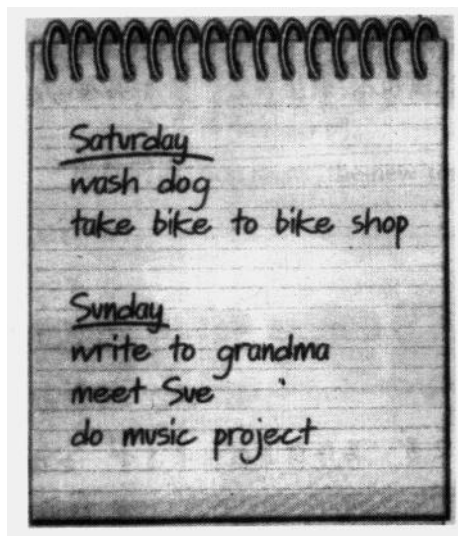 Saturday
wash dog
take bike to bike shop
Sunday
write to grandma
meet Sue
do music project